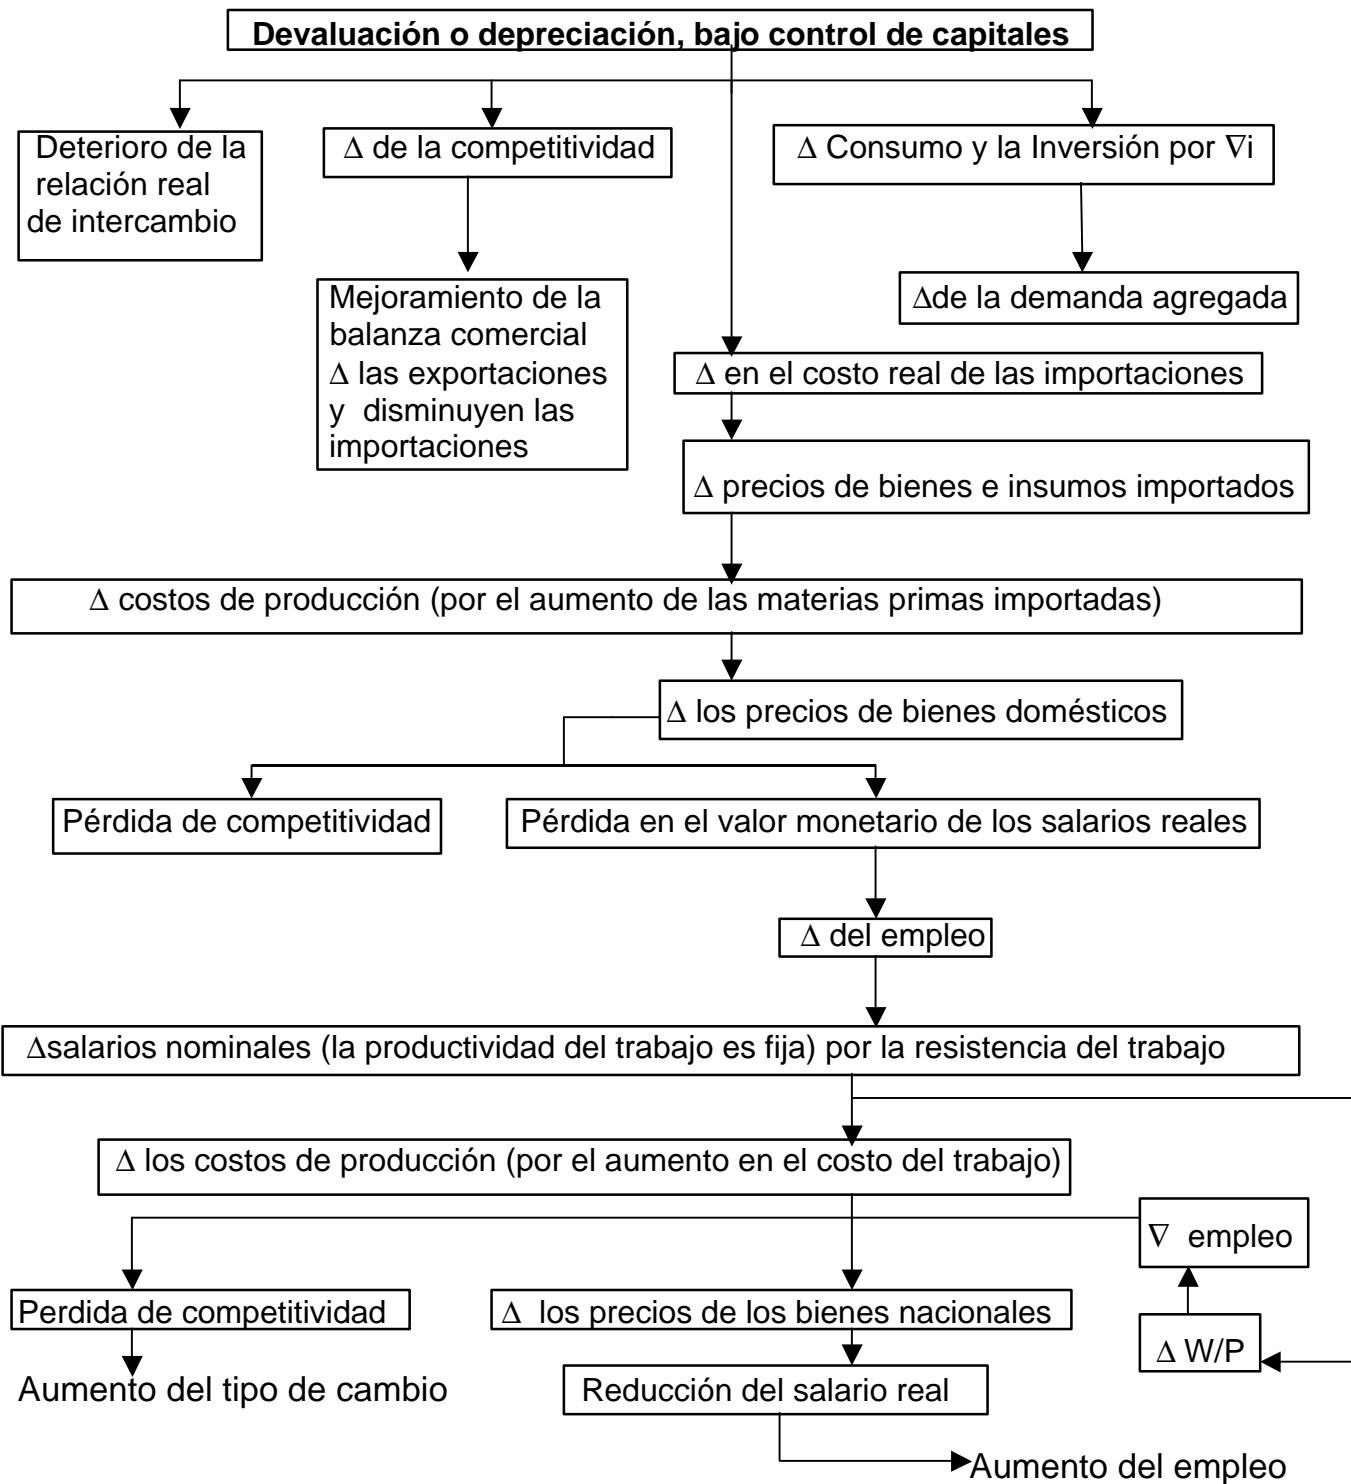 Devaluación o depreciación, bajo control de capitales
Deterioro de la
relación real
de intercambio
Δ de la competitividad
Δ Consumo y la Inversión por ∇i
Mejoramiento de la
balanza comercial
Δ las exportaciones
y disminuyen las
importaciones
Δde la demanda agregada
Δ en el costo real de las importaciones
Δ precios de bienes e insumos importados
Δ costos de producción (por el aumento de las materias primas importadas)
Δ los precios de bienes domésticos
Pérdida de competitividad
Pérdida en el valor monetario de los salarios reales
Δ del empleo
Δsalarios nominales (la productividad del trabajo es fija) por la resistencia del trabajo
Δ los costos de producción (por el aumento en el costo del trabajo)
∇ empleo
Perdida de competitividad
Δ los precios de los bienes nacionales
Δ W/P
Aumento del tipo de cambio
Reducción del salario real
Aumento del empleo